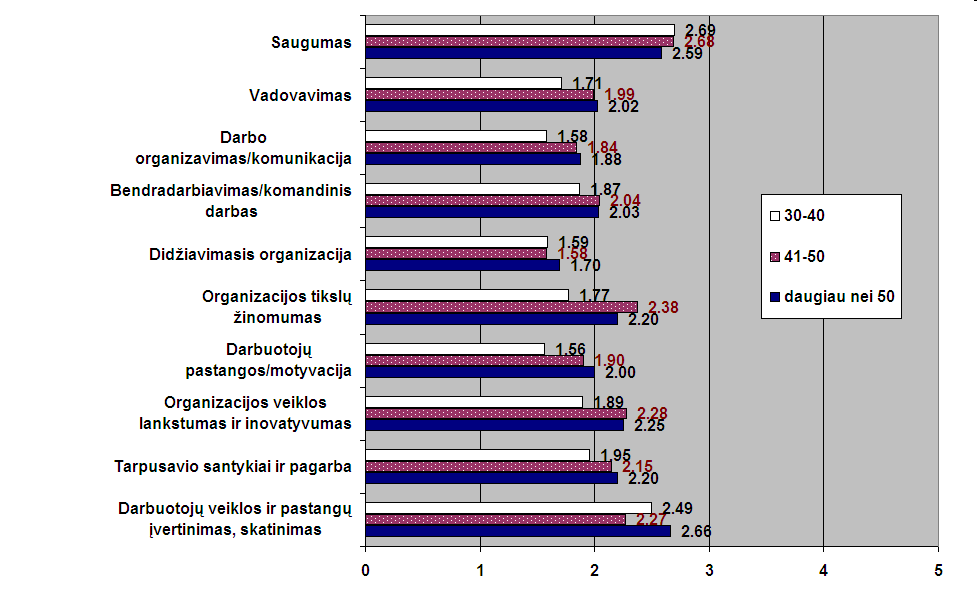 Saugumas
2.69
2.68
2.59
Vadovavimas
1.71
1.99
2.02
Darbo
organizavimas/komunikacija
1.58
1.84
1.88
Bendradarbiavimas/komandinis
darbas
1.87
2.04
2.03
Didžiavimasis organizacija
1.59
1.58
1.70
Organizacijos tikslų
žinomumas
1.77
2.38
2.20
Darbuotojų
pastangos/motyvacija
1.56
1.90
2.00
Organizacijos veiklos
lankstumas ir inovatyvumas
1.89
2.28
2.25
Tarpusavio santykiai ir pagarba
1.95
2.15
2.20
Darbuotojų veiklos ir pastangų
įvertinimas, skatinimas
2.49
2.27
2.66
0 1 2 3 4 5
30-40
41-50
daugiau nei 50